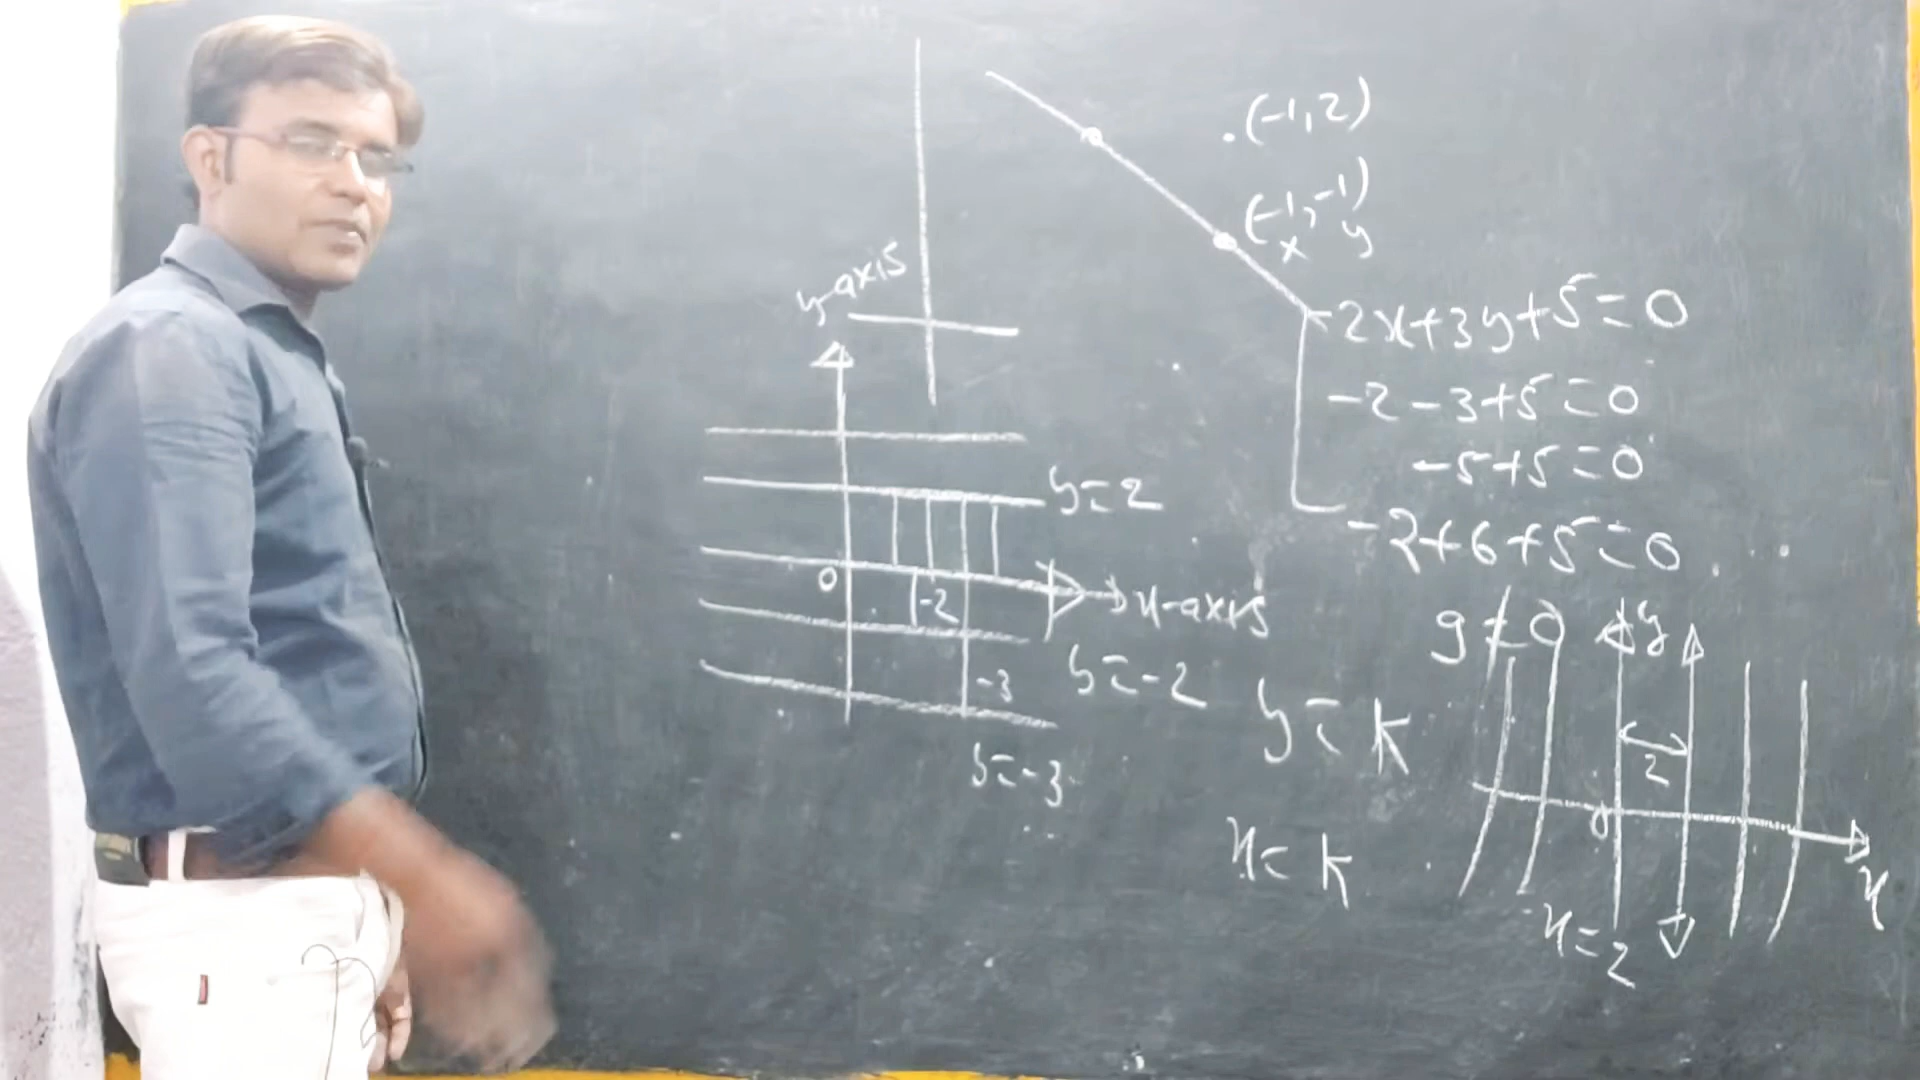 .(-1,2)
(-1,-1)
x y
y-axis
2x+3y+5=0
-2-3+5=0
-5+5=0
y=2
-2+6+5=0
0
-2
x-axis
9≠0
y
y=-2
-3
y=k
2
y=-3
0
x=k
x
x=2